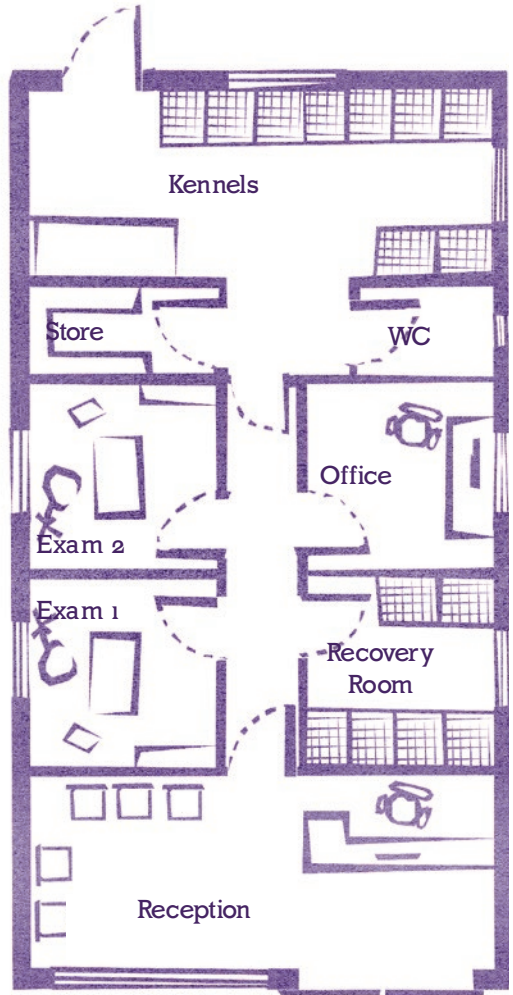 Kennels
Store
WC
Office
Exam 2
Exam 1
Recovery
Room
Reception